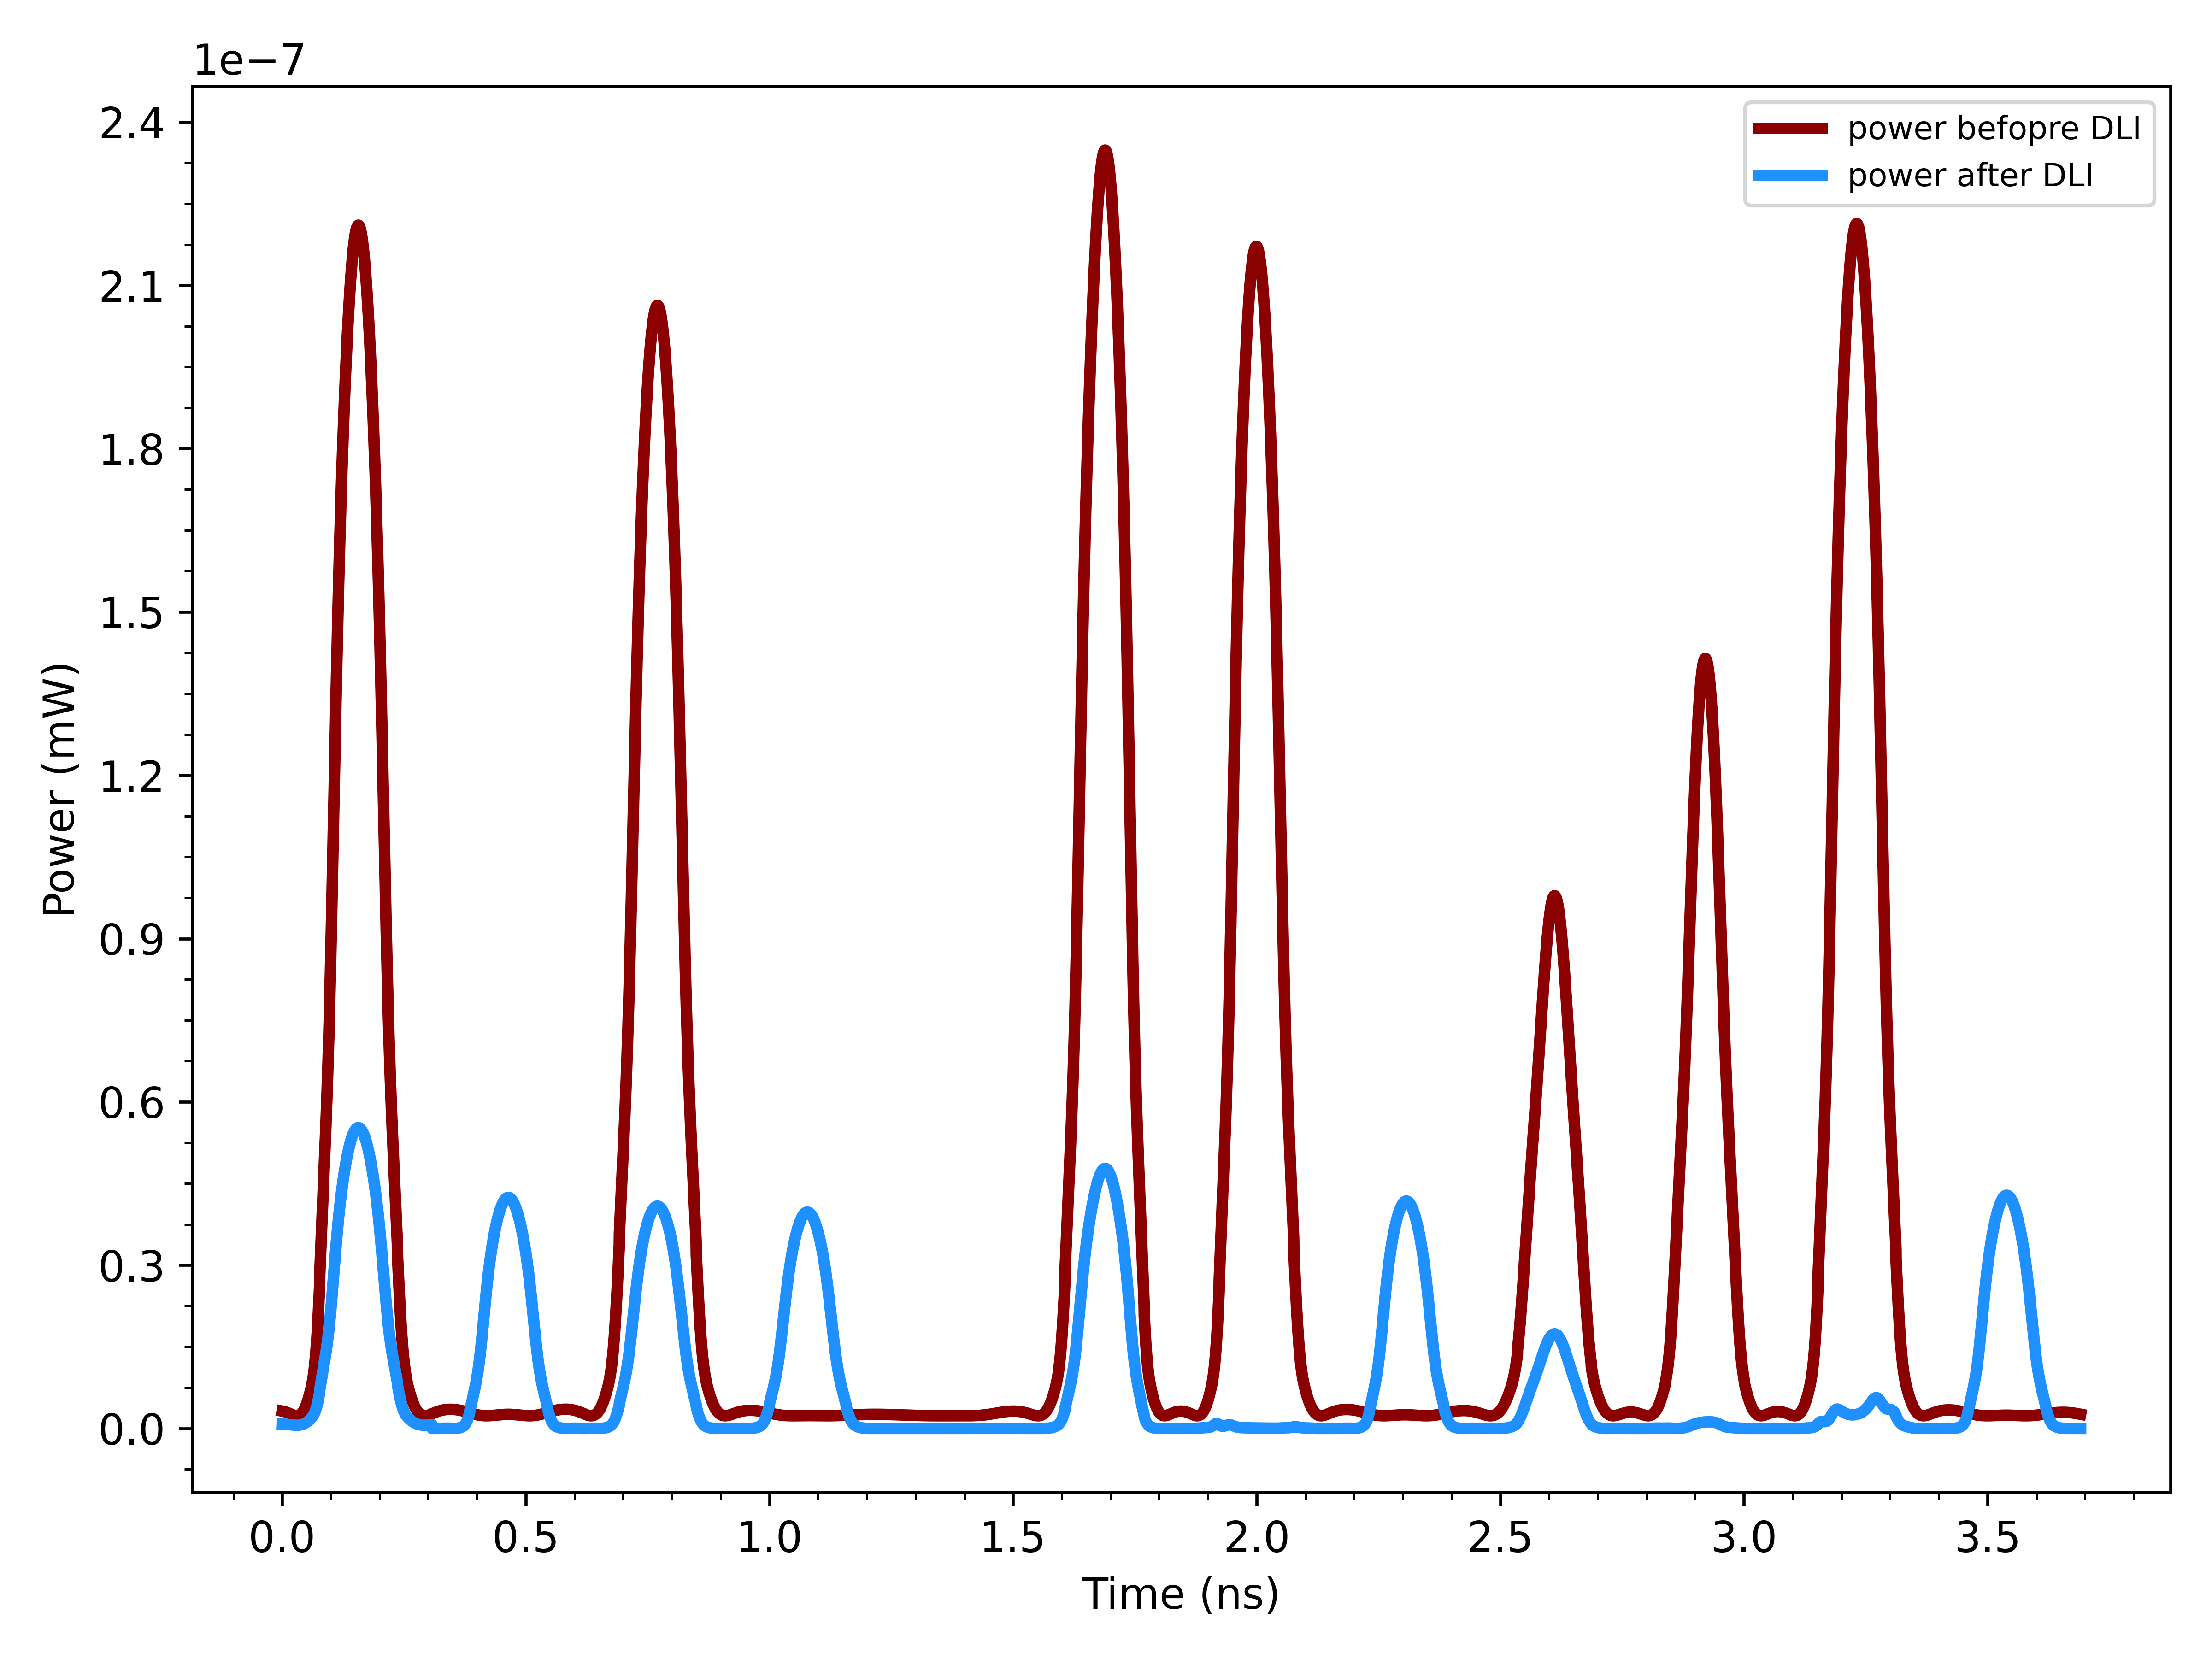 1e−7
2.4
2.1
1.8
1.5
1.2
0.9
0.6
0.3
0.0
Power (mW)
power befopre DLI
power after DLI
0.0 0.5 1.0 1.5 2.0 2.5 3.0 3.5
Time (ns)